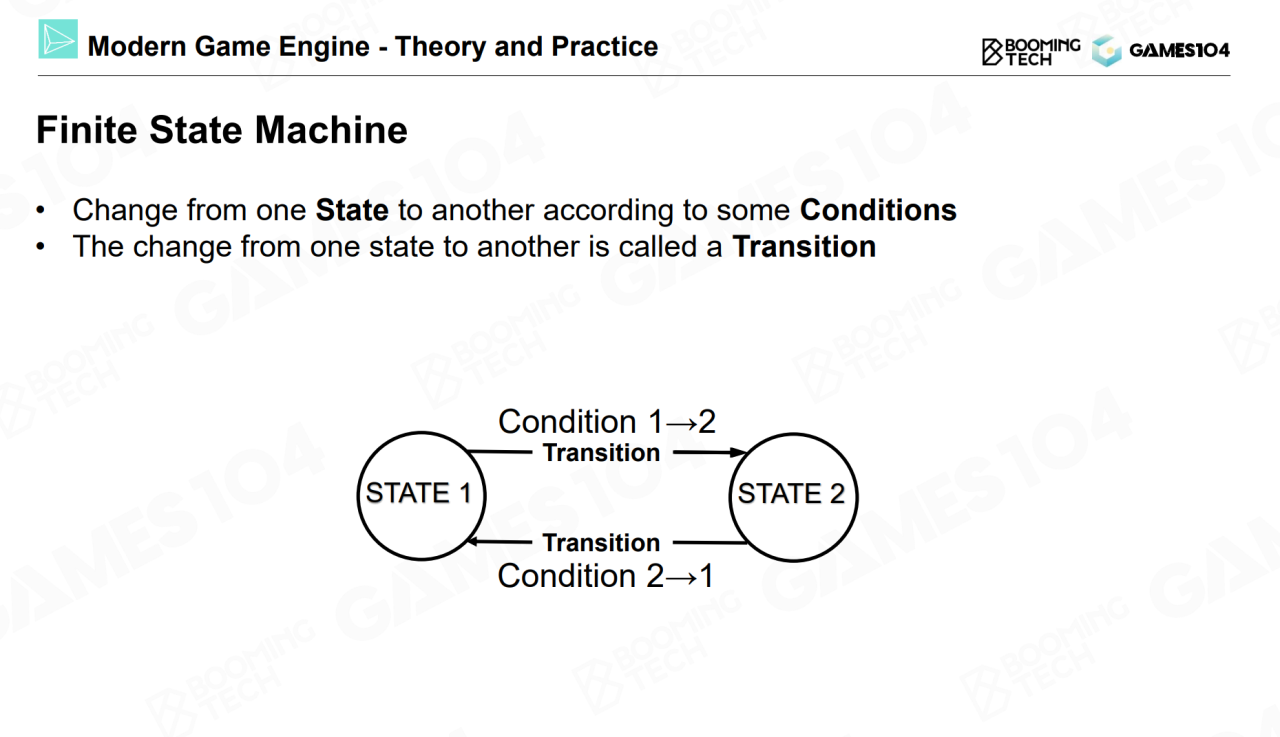 Modern Game Engine - Theory and Practice
BOOMING
TECH
GAMES104
Finite State Machine
• Change from one State to another according to some Conditions
• The change from one state to another is called a Transition
Condition 1→2
Transition
STATE 1
STATE 2
Transition
Condition 2→1